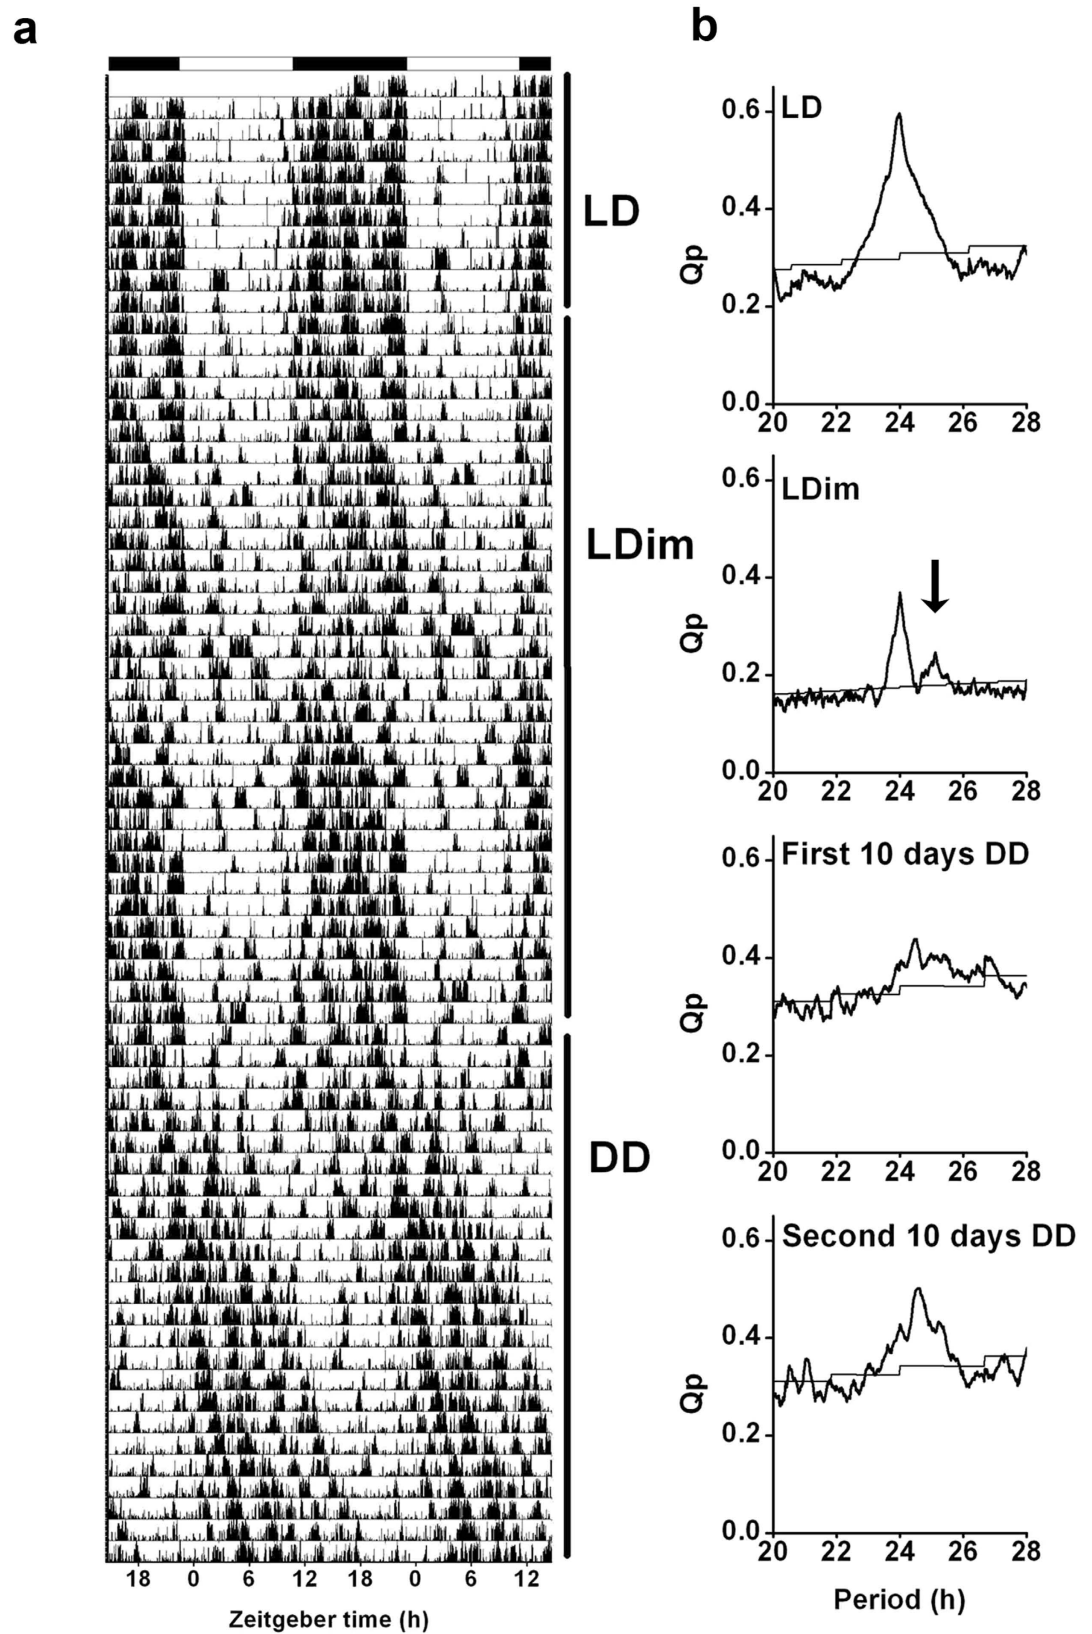 a
LD
LDim
DD
18 0 6 12 18 0 6 12
Zeitgeber time (h)
b
LD
0.6
0.4
0.2
0.0
Qp
20 22 24 26 28
LDim
0.6
0.4
0.2
0.0
Qp
20 22 24 26 28
First 10 days DD
0.6
0.4
0.2
0.0
Qp
20 22 24 26 28
Second 10 days DD
0.6
0.4
0.2
0.0
Qp
20 22 24 26 28
Period (h)